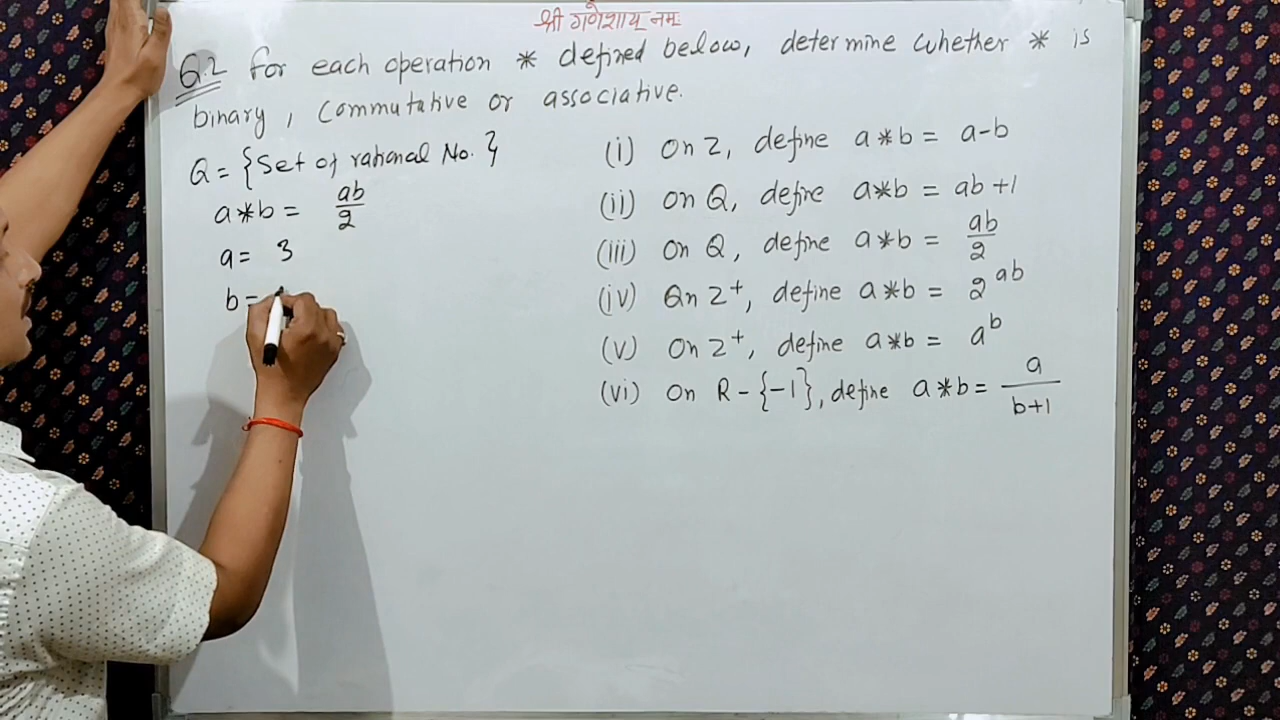 श्री गणेशाय नमः
Q.2 for each operation * defined below, determine whether * is
binary, commutative or associative.
Q = {Set of rational No.}
a*b = ab/2
a = 3
b =
(i) On Z, define a*b = a-b
(ii) on Q, define a*b = ab+1
(iii) On Q, define a*b = ab/2
(iv) On Z⁺, define a*b = 2^ab
(v) On Z⁺, define a*b = a^b
(vi) On R-{-1}, define a*b = a/b+1